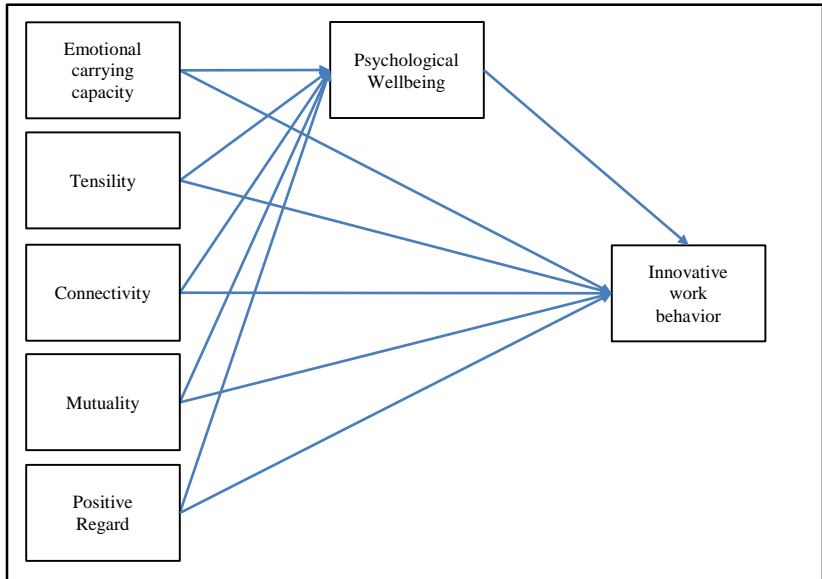 Emotional
carrying
capacity
Psychological
Wellbeing
Tensility
Connectivity
Innovative
work
behavior
Mutuality
Positive
Regard